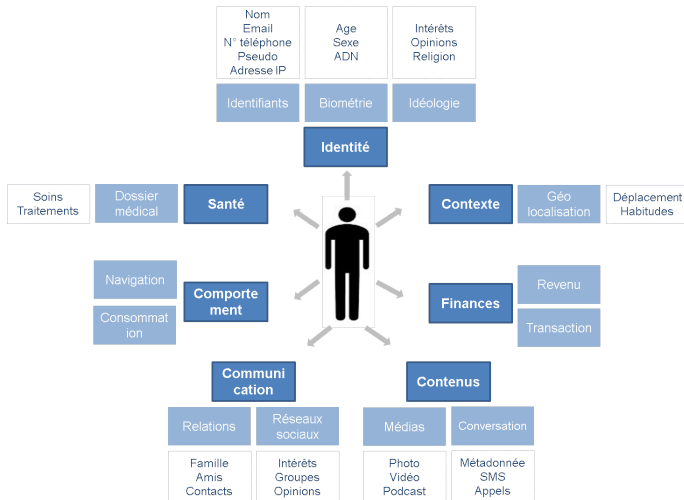 Nom
Email
N° téléphone
Pseudo
Adresse IP
Age
Sexe
ADN
Intérêts
Opinions
Religion
Identifiants
Biométrie
Idéologie
Identité
Soins
Traitements
Dossier
médical
Santé
Contexte
Géo
localisation
Déplacement
Habitudes
Navigation
Consommat
ion
Comporte
ment
Finances
Revenu
Transaction
Communi
cation
Contenus
Relations
Réseaux
sociaux
Médias
Conversation
Famille
Amis
Contacts
Intérêts
Groupes
Opinions
Photo
Vidéo
Podcast
Métadonnée
SMS
Appels